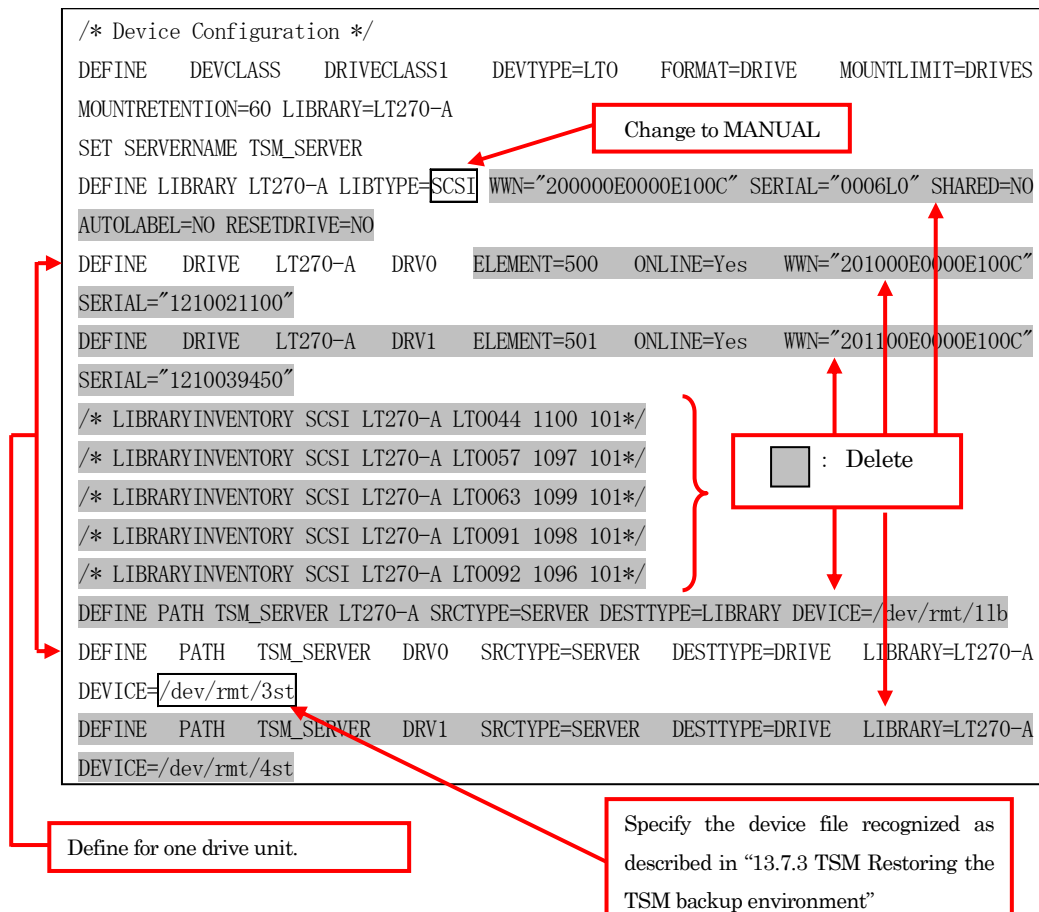 /* Device Configuration */
DEFINE DEVCLASS DRIVECLASS1 DEVTYPE=LTO FORMAT=DRIVE MOUNTLIMIT=DRIVES
MOUNTRETENTION=60 LIBRARY=LT270-A
Change to MANUAL
SET SERVERNAME TSM_SERVER
DEFINE LIBRARY LT270-A LIBTYPE=SCSI WWN="200000E0000E100C" SERIAL="0006L0" SHARED=NO
AUTOLABEL=NO RESETDRIVE=NO
DEFINE DRIVE LT270-A DRV0 ELEMENT=500 ONLINE=Yes WWN="201000E0000E100C"
SERIAL="1210021100"
DEFINE DRIVE LT270-A DRV1 ELEMENT=501 ONLINE=Yes WWN="201100E0000E100C"
SERIAL="1210039450"
/* LIBRARYINVENTORY SCSI LT270-A LTO044 1100 101*/
/* LIBRARYINVENTORY SCSI LT270-A LTO057 1097 101*/
/* LIBRARYINVENTORY SCSI LT270-A LTO063 1099 101*/
/* LIBRARYINVENTORY SCSI LT270-A LTO091 1098 101*/
/* LIBRARYINVENTORY SCSI LT270-A LTO092 1096 101*/
: Delete
DEFINE PATH TSM_SERVER LT270-A SRCTYPE=SERVER DESTTYPE=LIBRARY DEVICE=/dev/rmt/1lb
DEFINE PATH TSM_SERVER DRV0 SRCTYPE=SERVER DESTTYPE=DRIVE LIBRARY=LT270-A
DEVICE=/dev/rmt/3st
DEFINE PATH TSM_SERVER DRV1 SRCTYPE=SERVER DESTTYPE=DRIVE LIBRARY=LT270-A
DEVICE=/dev/rmt/4st
Define for one drive unit.
Specify the device file recognized as
described in “13.7.3 TSM Restoring the
TSM backup environment”